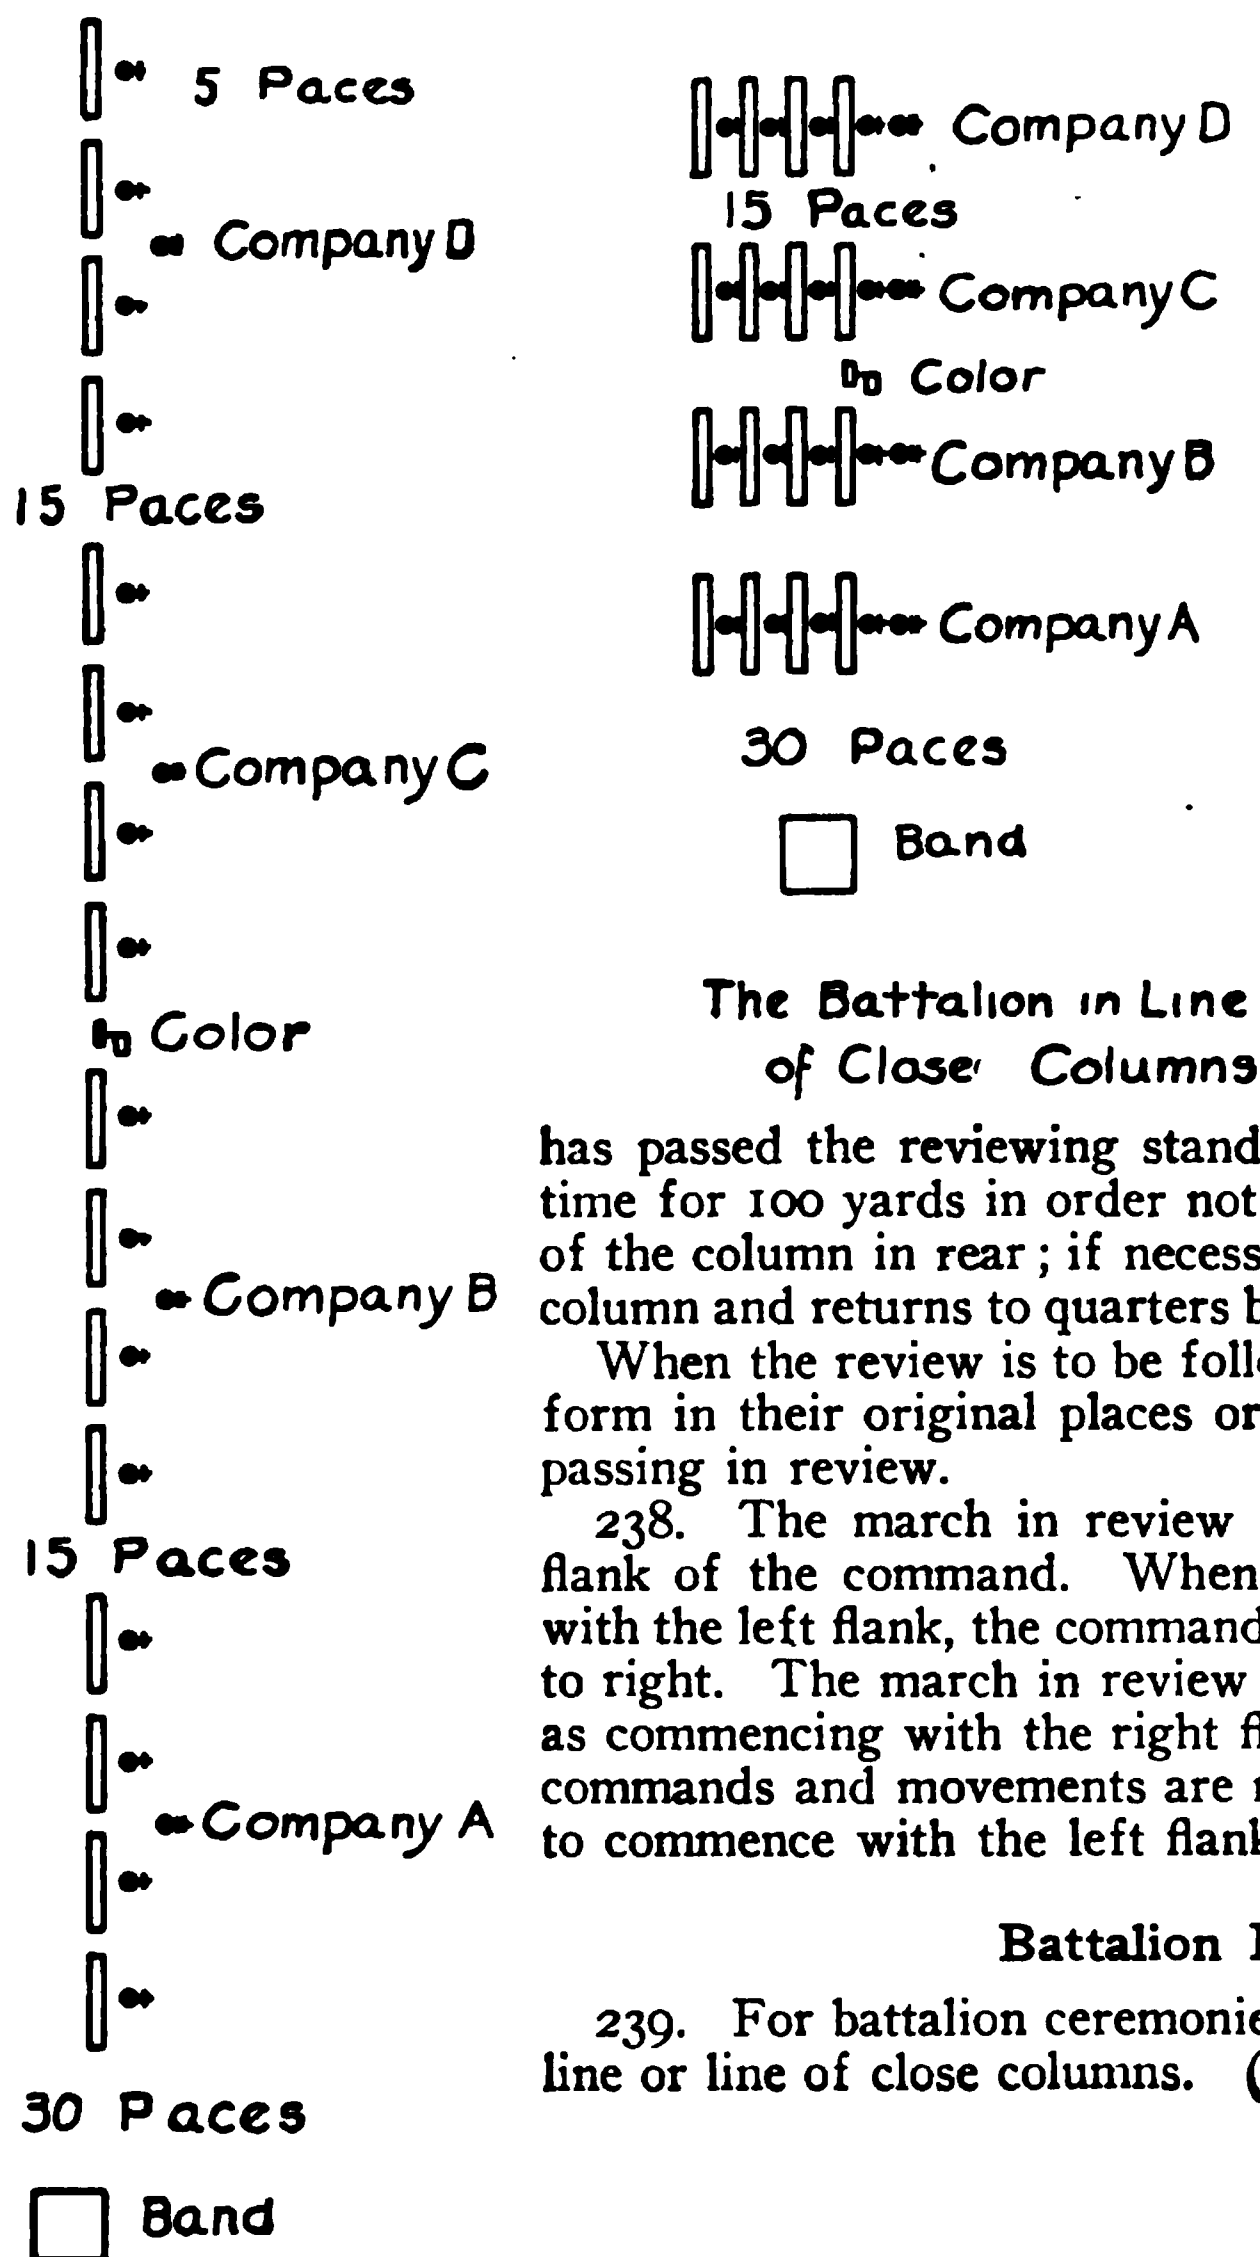 5 Paces
Company D
15 Paces
Company C
Color
Company B
15 Paces
Company A
30 Paces
Band
Company D
15 Paces
Company C
Color
Company B
Company A
30 Paces
Band
The Battalion in Line
of Close Columns
has passed the reviewing stand
time for 100 yards in order not
of the column in rear; if necess
column and returns to quarters b
When the review is to be follo
form in their original places or
passing in review.
238. The march in review
flank of the command. When
with the left flank, the command
to right. The march in review
as commencing with the right fl
commands and movements are
to commence with the left flank
Battalion
239. For battalion ceremonie
line or line of close columns. (